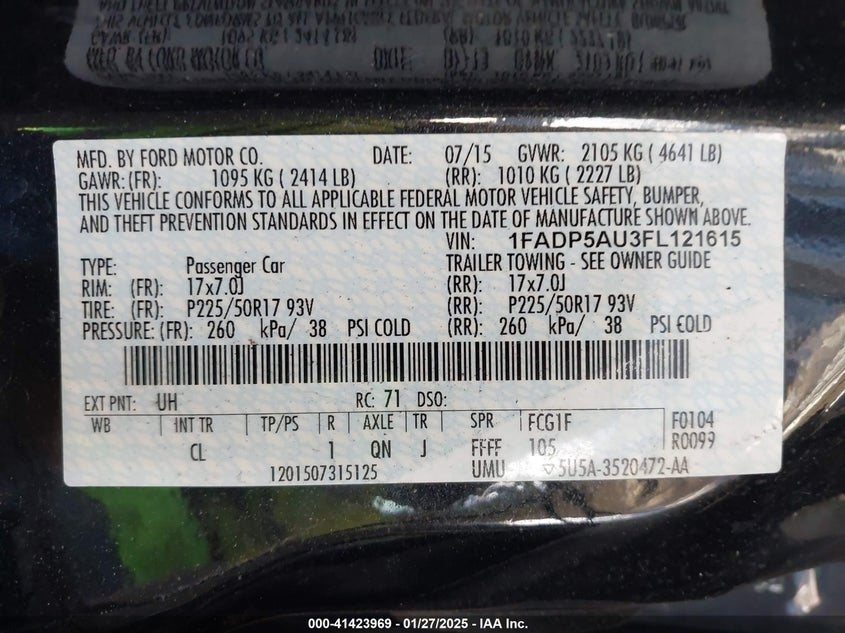 MFD. BY FORD MOTOR CO. DATE: 07/15 GVWR: 2105 KG ( 4641 LB)
GAWR: (FR): 1095 KG ( 2414 LB) (RR): 1010 KG ( 2227 LB)
THIS VEHICLE CONFORMS TO ALL APPLICABLE FEDERAL MOTOR VEHICLE SAFETY, BUMPER,
AND THEFT PREVENTION STANDARDS IN EFFECT ON THE DATE OF MANUFACTURE SHOWN ABOVE.
VIN: 1FADP5AU3FL121615
TYPE: Passenger Car TRAILER TOWING - SEE OWNER GUIDE
RIM: (FR): 17x7.0J (RR): 17x7.0J
TIRE: (FR): P225/50R17 93V (RR): P225/50R17 93V
PRESSURE: (FR): 260 kPa/ 38 PSI COLD (RR): 260 kPa/ 38 PSI COLD
EXT PNT: UH RC: 71 DSO:
WB INT TR TP/PS R AXLE TR SPR FCG1F F0104
CL 1 QN J FFFF 105 R0099
1201507315125 UMU 5U5A-3520472-AA
000-41423969 | 01/27/2025 - IAA Inc.